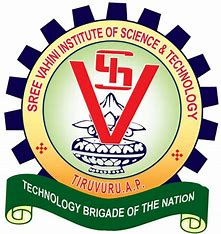 SREE VAHINI INSTITUTE OF SCIENCE & TECHNOLOGY
V
TIRUVURU.A.P.
TECHNOLOGY BRIGADE OF THE NATION